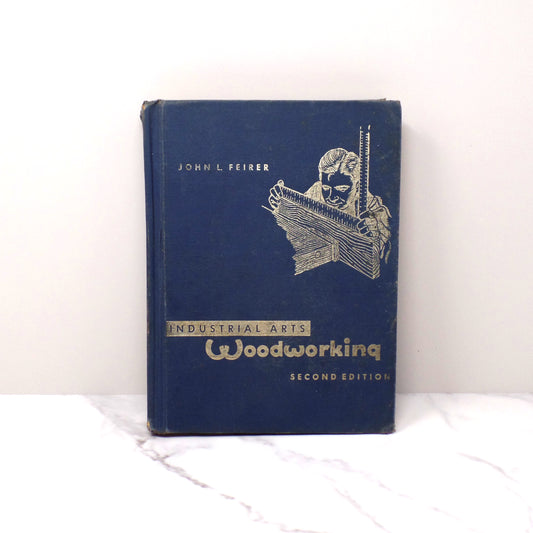 JOHN L. FEIRER
INDUSTRIAL ARTS
Woodworking
SECOND EDITION